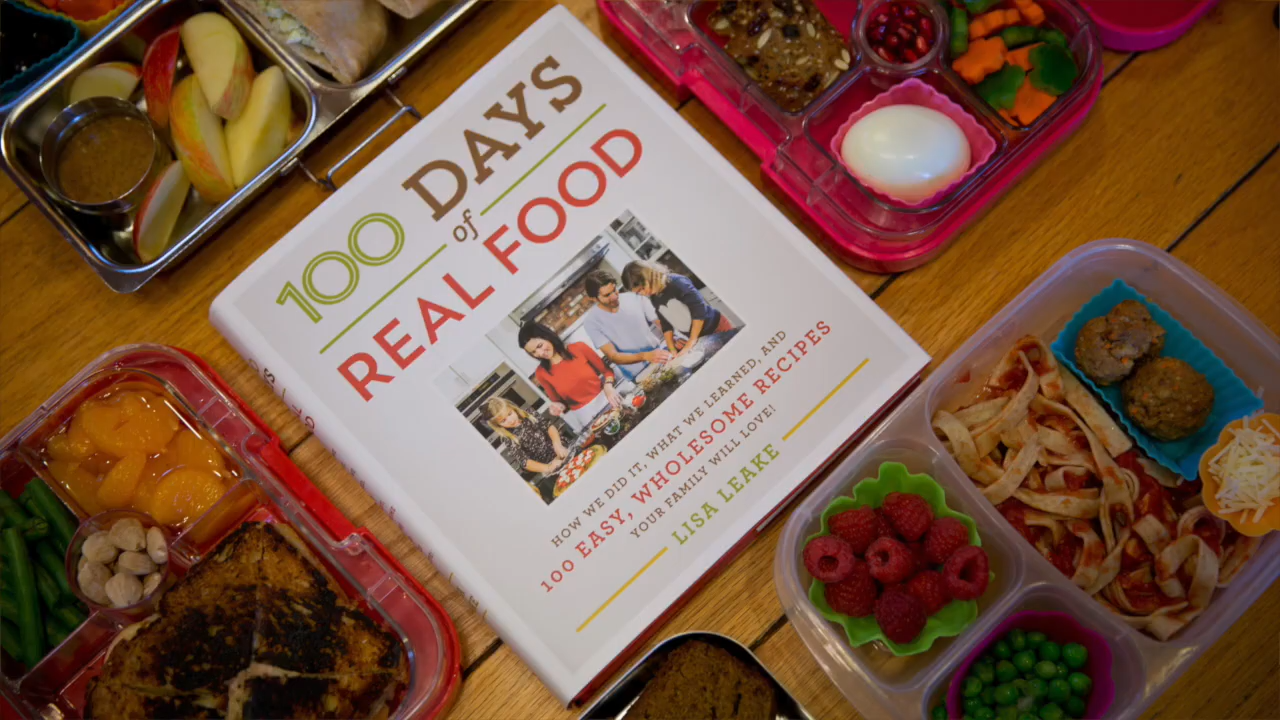 100 DAYS
of
REAL FOOD
HOW WE DID IT, WHAT WE LEARNED, AND
100 EASY, WHOLESOME RECIPES
YOUR FAMILY WILL LOVE!
LISA LEAKE